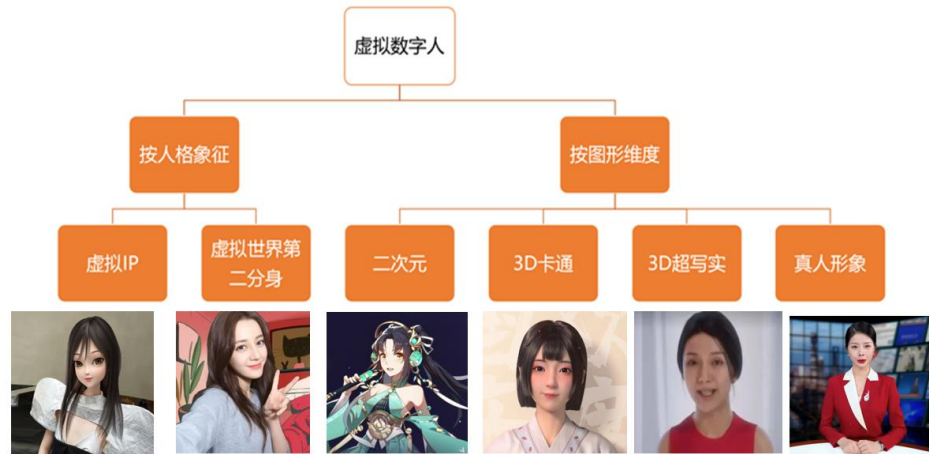 虚拟数字人
按人格象征
按图形维度
虚拟IP
虚拟世界第
二分身
二次元
3D卡通
3D超写实
真人形象